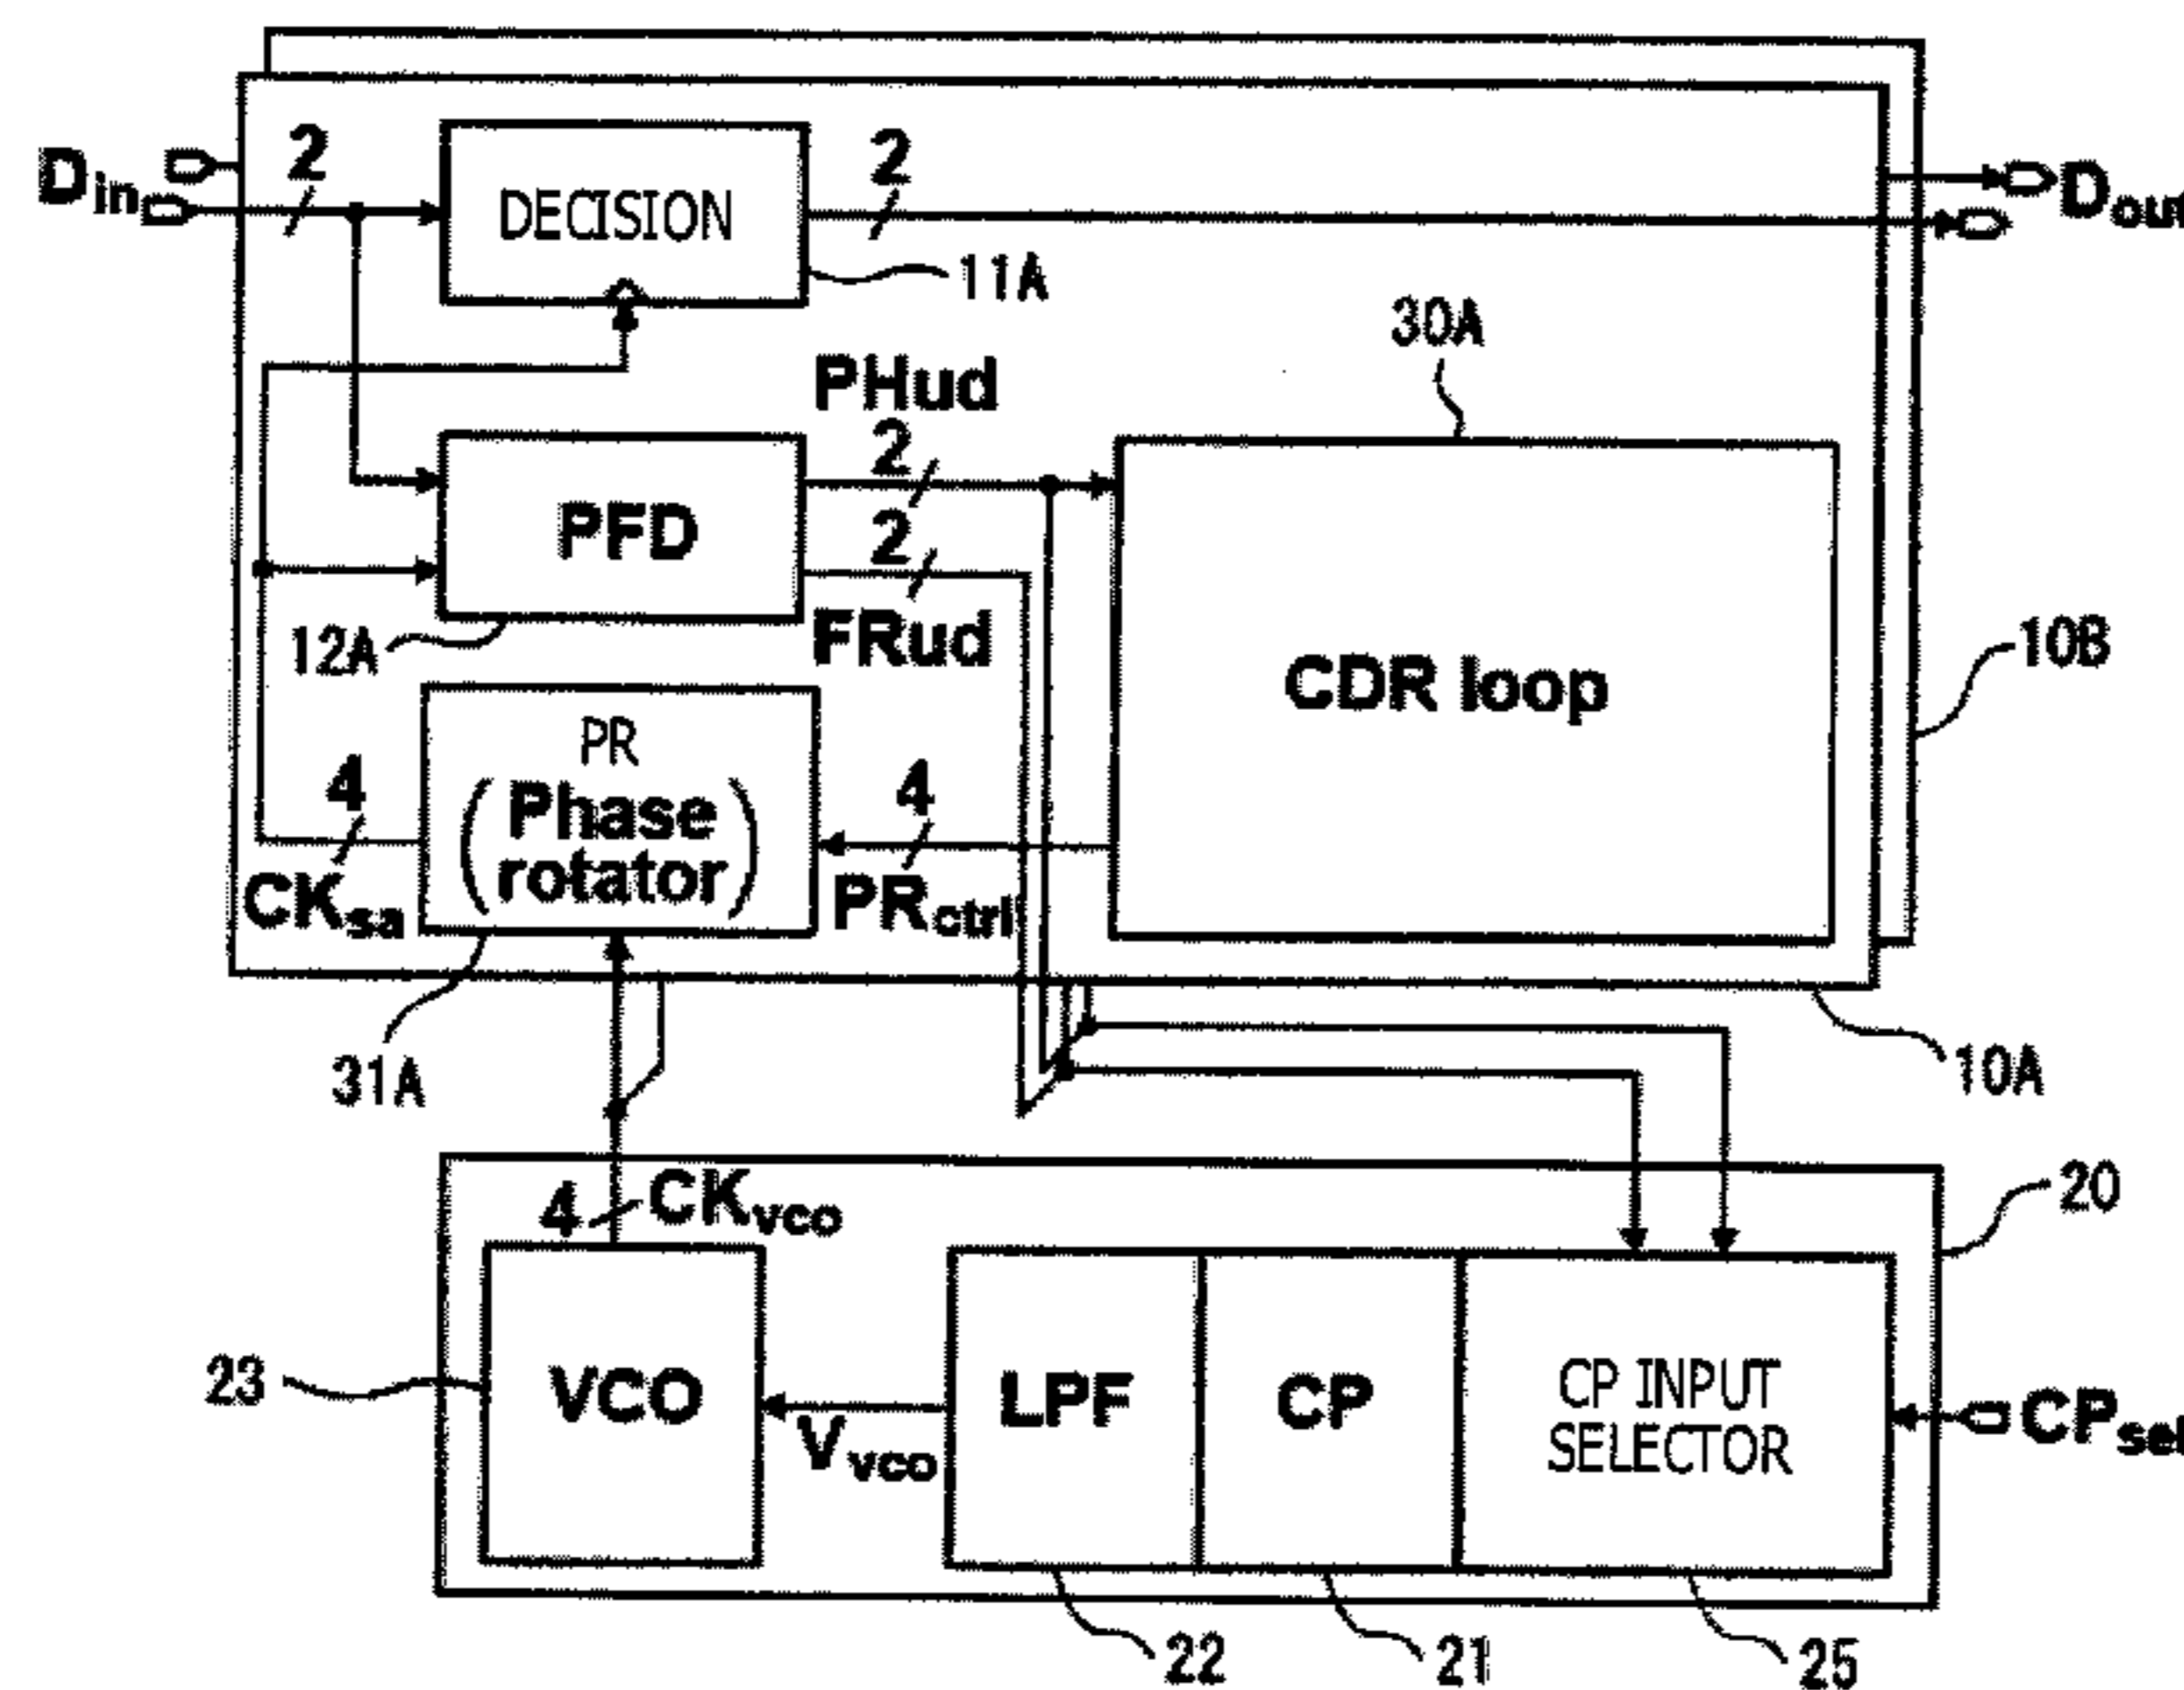 Din
2
DECISION
2
Dout
11A
30A
PHud
2
PFD
2
FRud
12A
CDR loop
10B
PR
(Phase
rotator)
4
CKsa
4
PRctrl
31A
10A
4
CKvco
20
23
VCO
Vvco
LPF
CP
CP INPUT
SELECTOR
CPsel
22
21
25